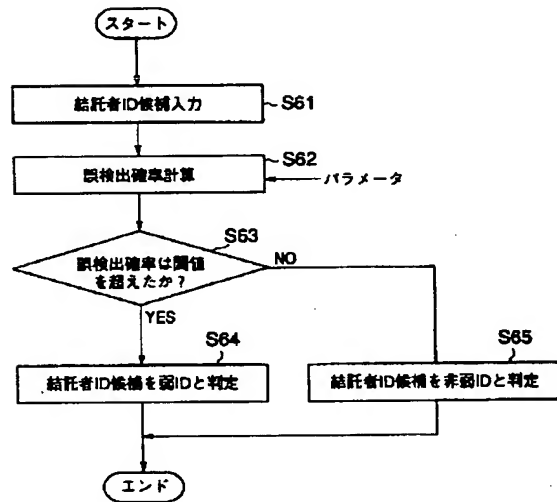 スタート
結託者ID候補入力
S61
S62
誤検出確率計算
パラメータ
S63
誤検出確率は閾値
を超えたか？
NO
YES
S64
結託者ID候補を弱IDと判定
S65
結託者ID候補を非弱IDと判定
エンド